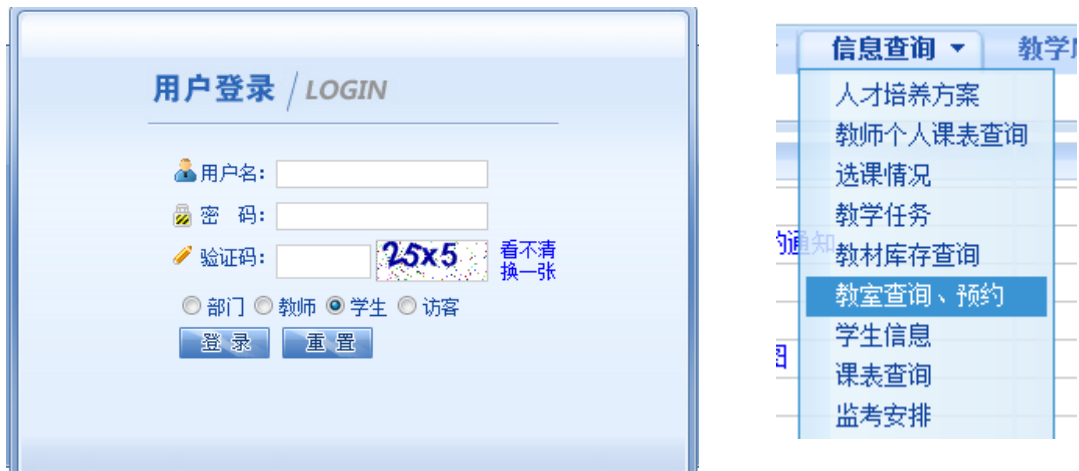 用户登录 / LOGIN
用户名:
密 码:
验证码:
25x5
看不清
换一张
部门 教师 学生 访客
登 录 重 置
信息查询 教学
人才培养方案
教师个人课表查询
选课情况
教学任务
的通知
教材库存查询
教室查询、预约
学生信息
课表查询
监考安排